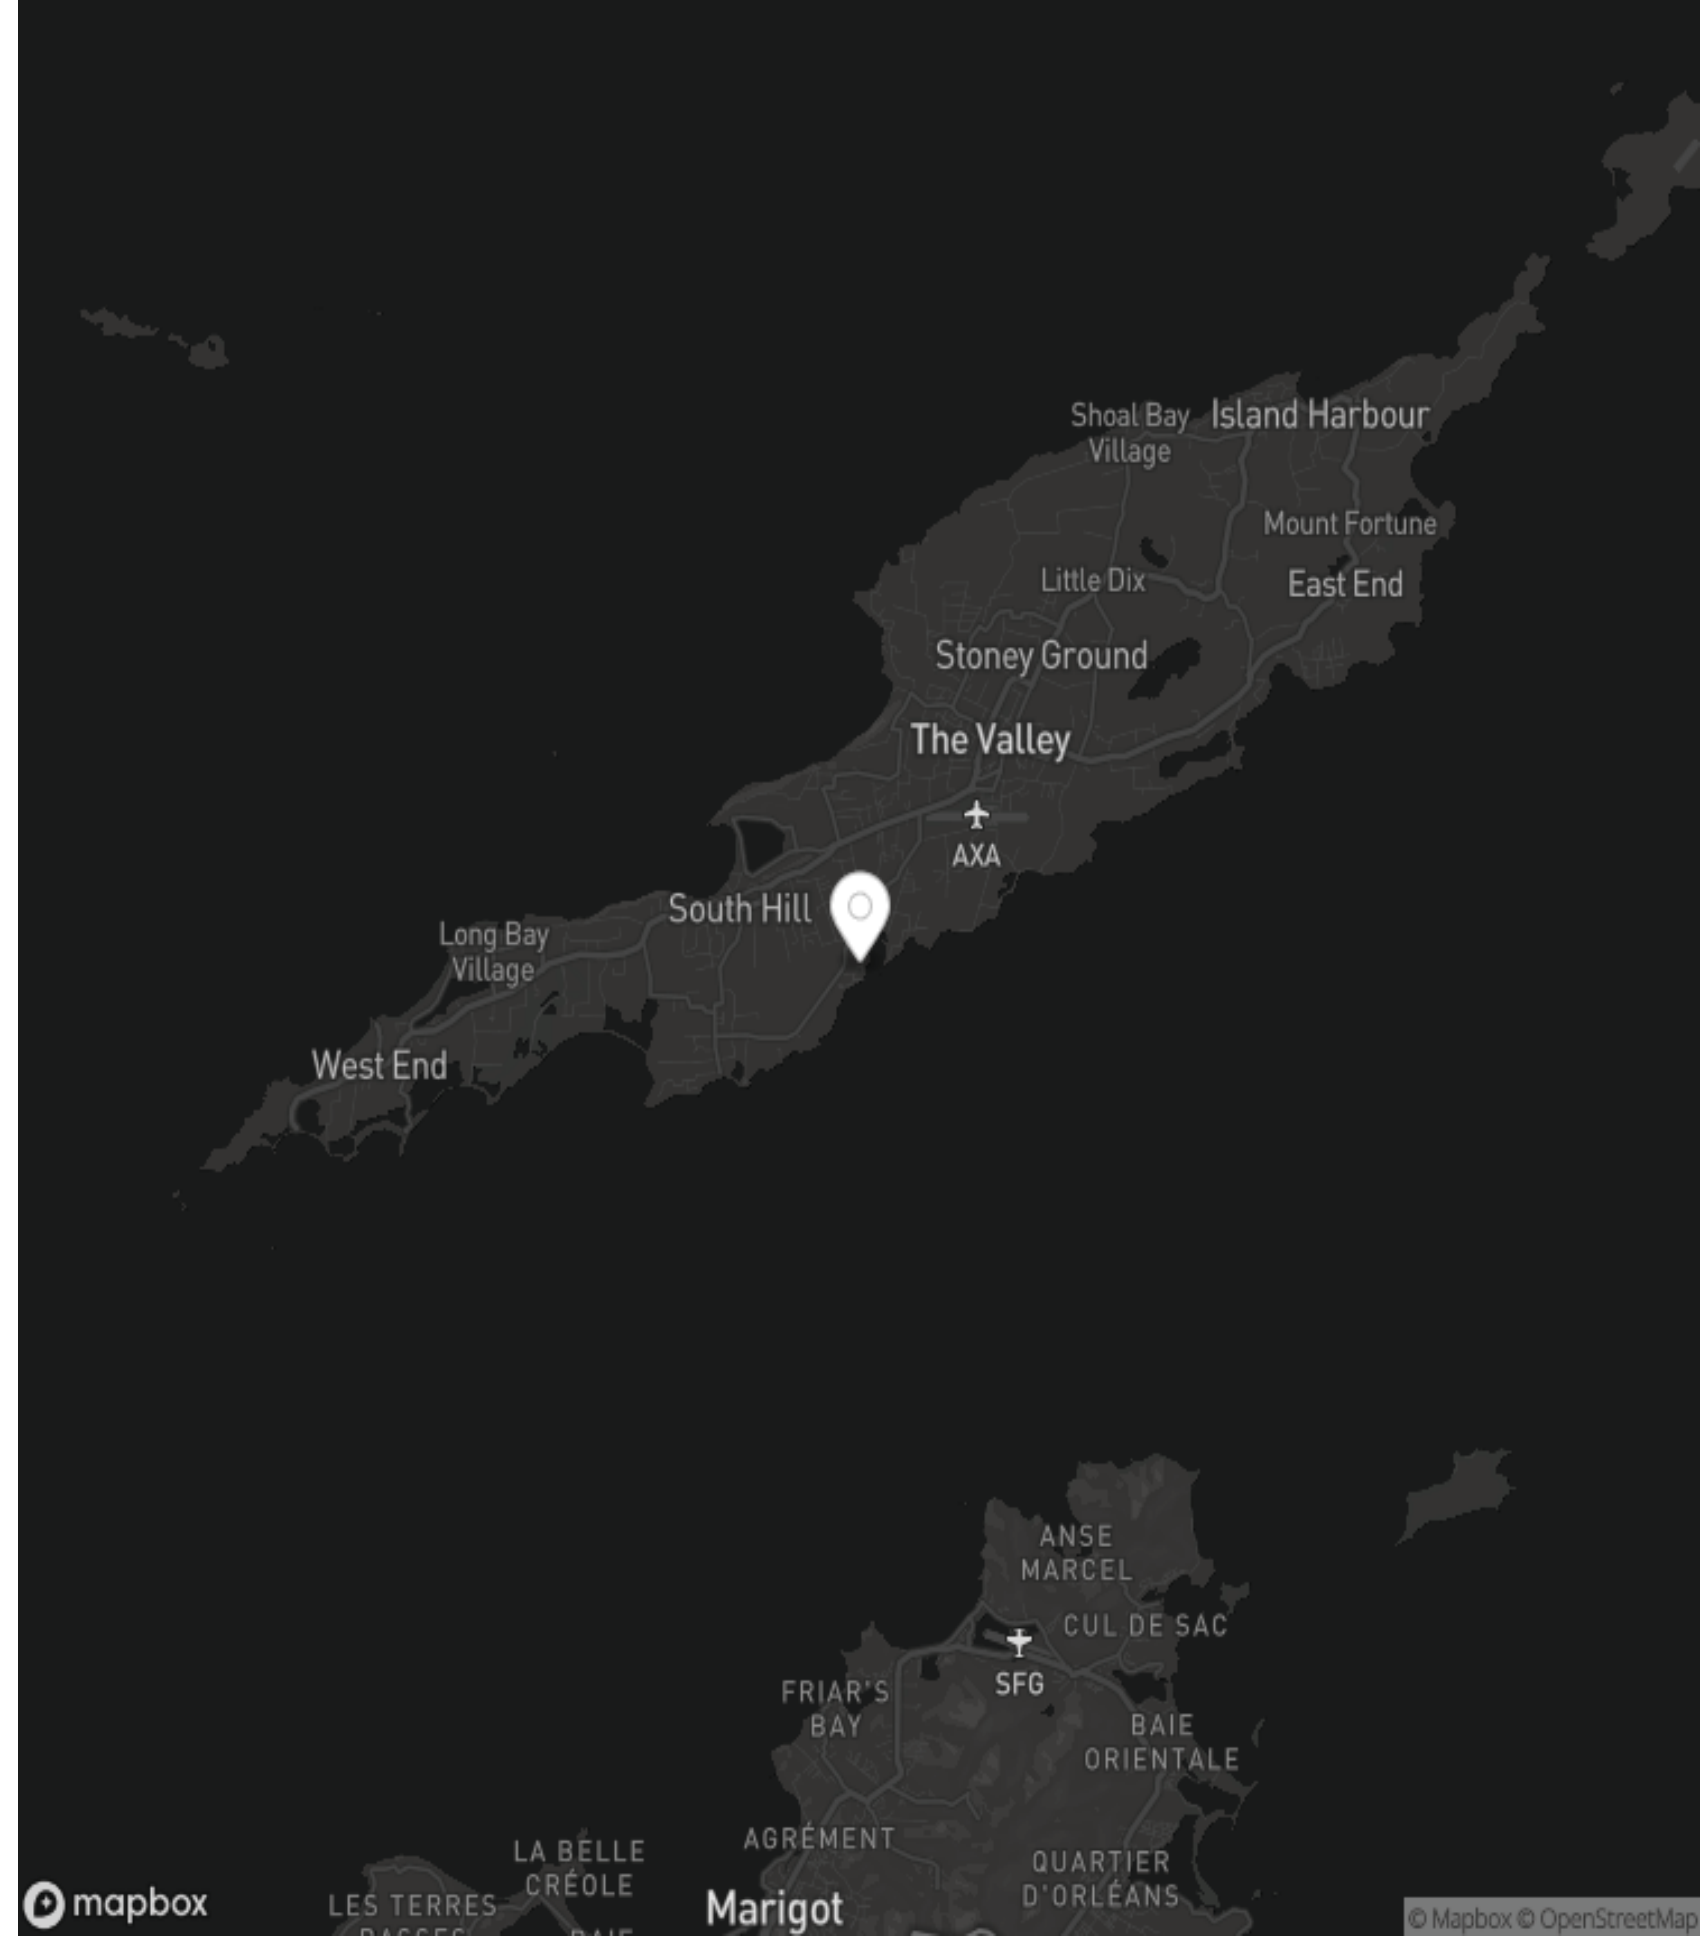 Shoal Bay
Village
Island Harbour
Mount Fortune
Little Dix
East End
Stoney Ground
The Valley
AXA
South Hill
Long Bay
Village
West End
ANSE
MARCEL
CUL DE SAC
SFG
FRIAR'S
BAY
BAIE
ORIENTALE
AGRÉMENT
LA BELLE
CRÉOLE
QUARTIER
D'ORLÉANS
LES TERRES
BASSES
Marigot
BAIE
mapbox
© Mapbox © OpenStreetMap